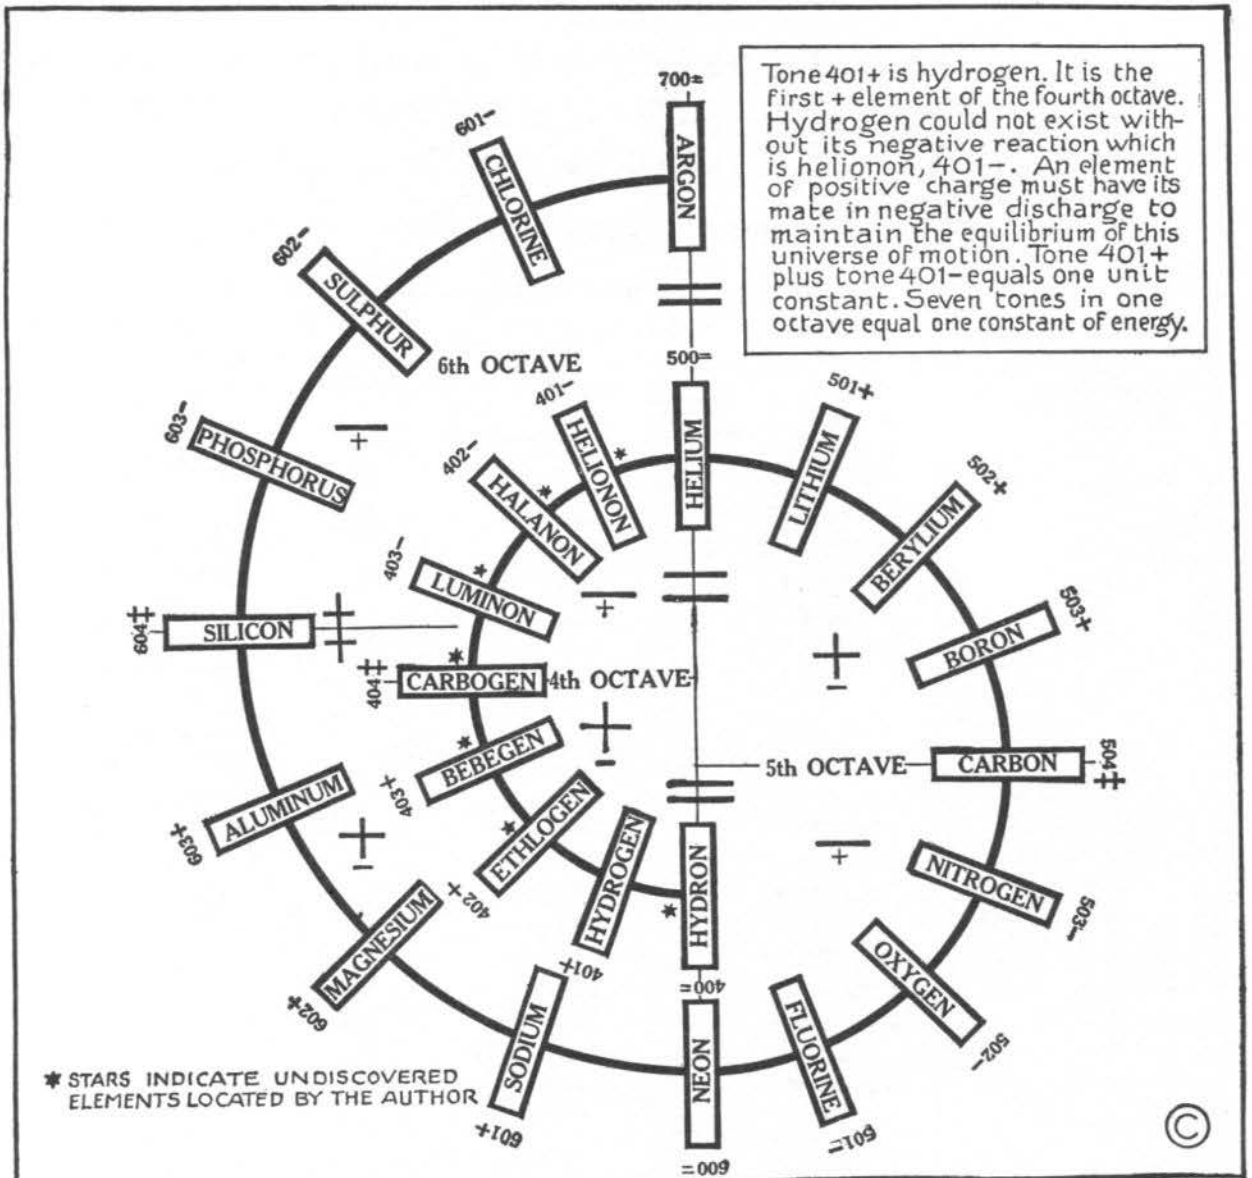 Tone 401+ is hydrogen. It is the
first + element of the fourth octave.
Hydrogen could not exist with-
out its negative reaction which
is helionon, 401-. An element
of positive charge must have its
mate in negative discharge to
maintain the equilibrium of this
universe of motion. Tone 401+
plus tone 401- equals one unit
constant. Seven tones in one
octave equal one constant of energy.
700=
ARGON
601-
CHLORINE
602-
SULPHUR
603-
PHOSPHORUS
6th OCTAVE
604‡
SILICON
603+
ALUMINUM
602+
MAGNESIUM
601+
SODIUM
600=
NEON
501-
FLUORINE
502-
OXYGEN
503-
NITROGEN
504‡
CARBON
5th OCTAVE
503+
BORON
502+
BERYLIUM
501+
LITHIUM
500=
HELIUM
401-
HELIONON *
402-
HALANON *
403-
LUMINON *
404‡
CARBOGEN *
4th OCTAVE
403+
BEBEGEN *
402+
ETHLOGEN *
401+
HYDROGEN
400=
HYDRON *
* STARS INDICATE UNDISCOVERED
ELEMENTS LOCATED BY THE AUTHOR
©